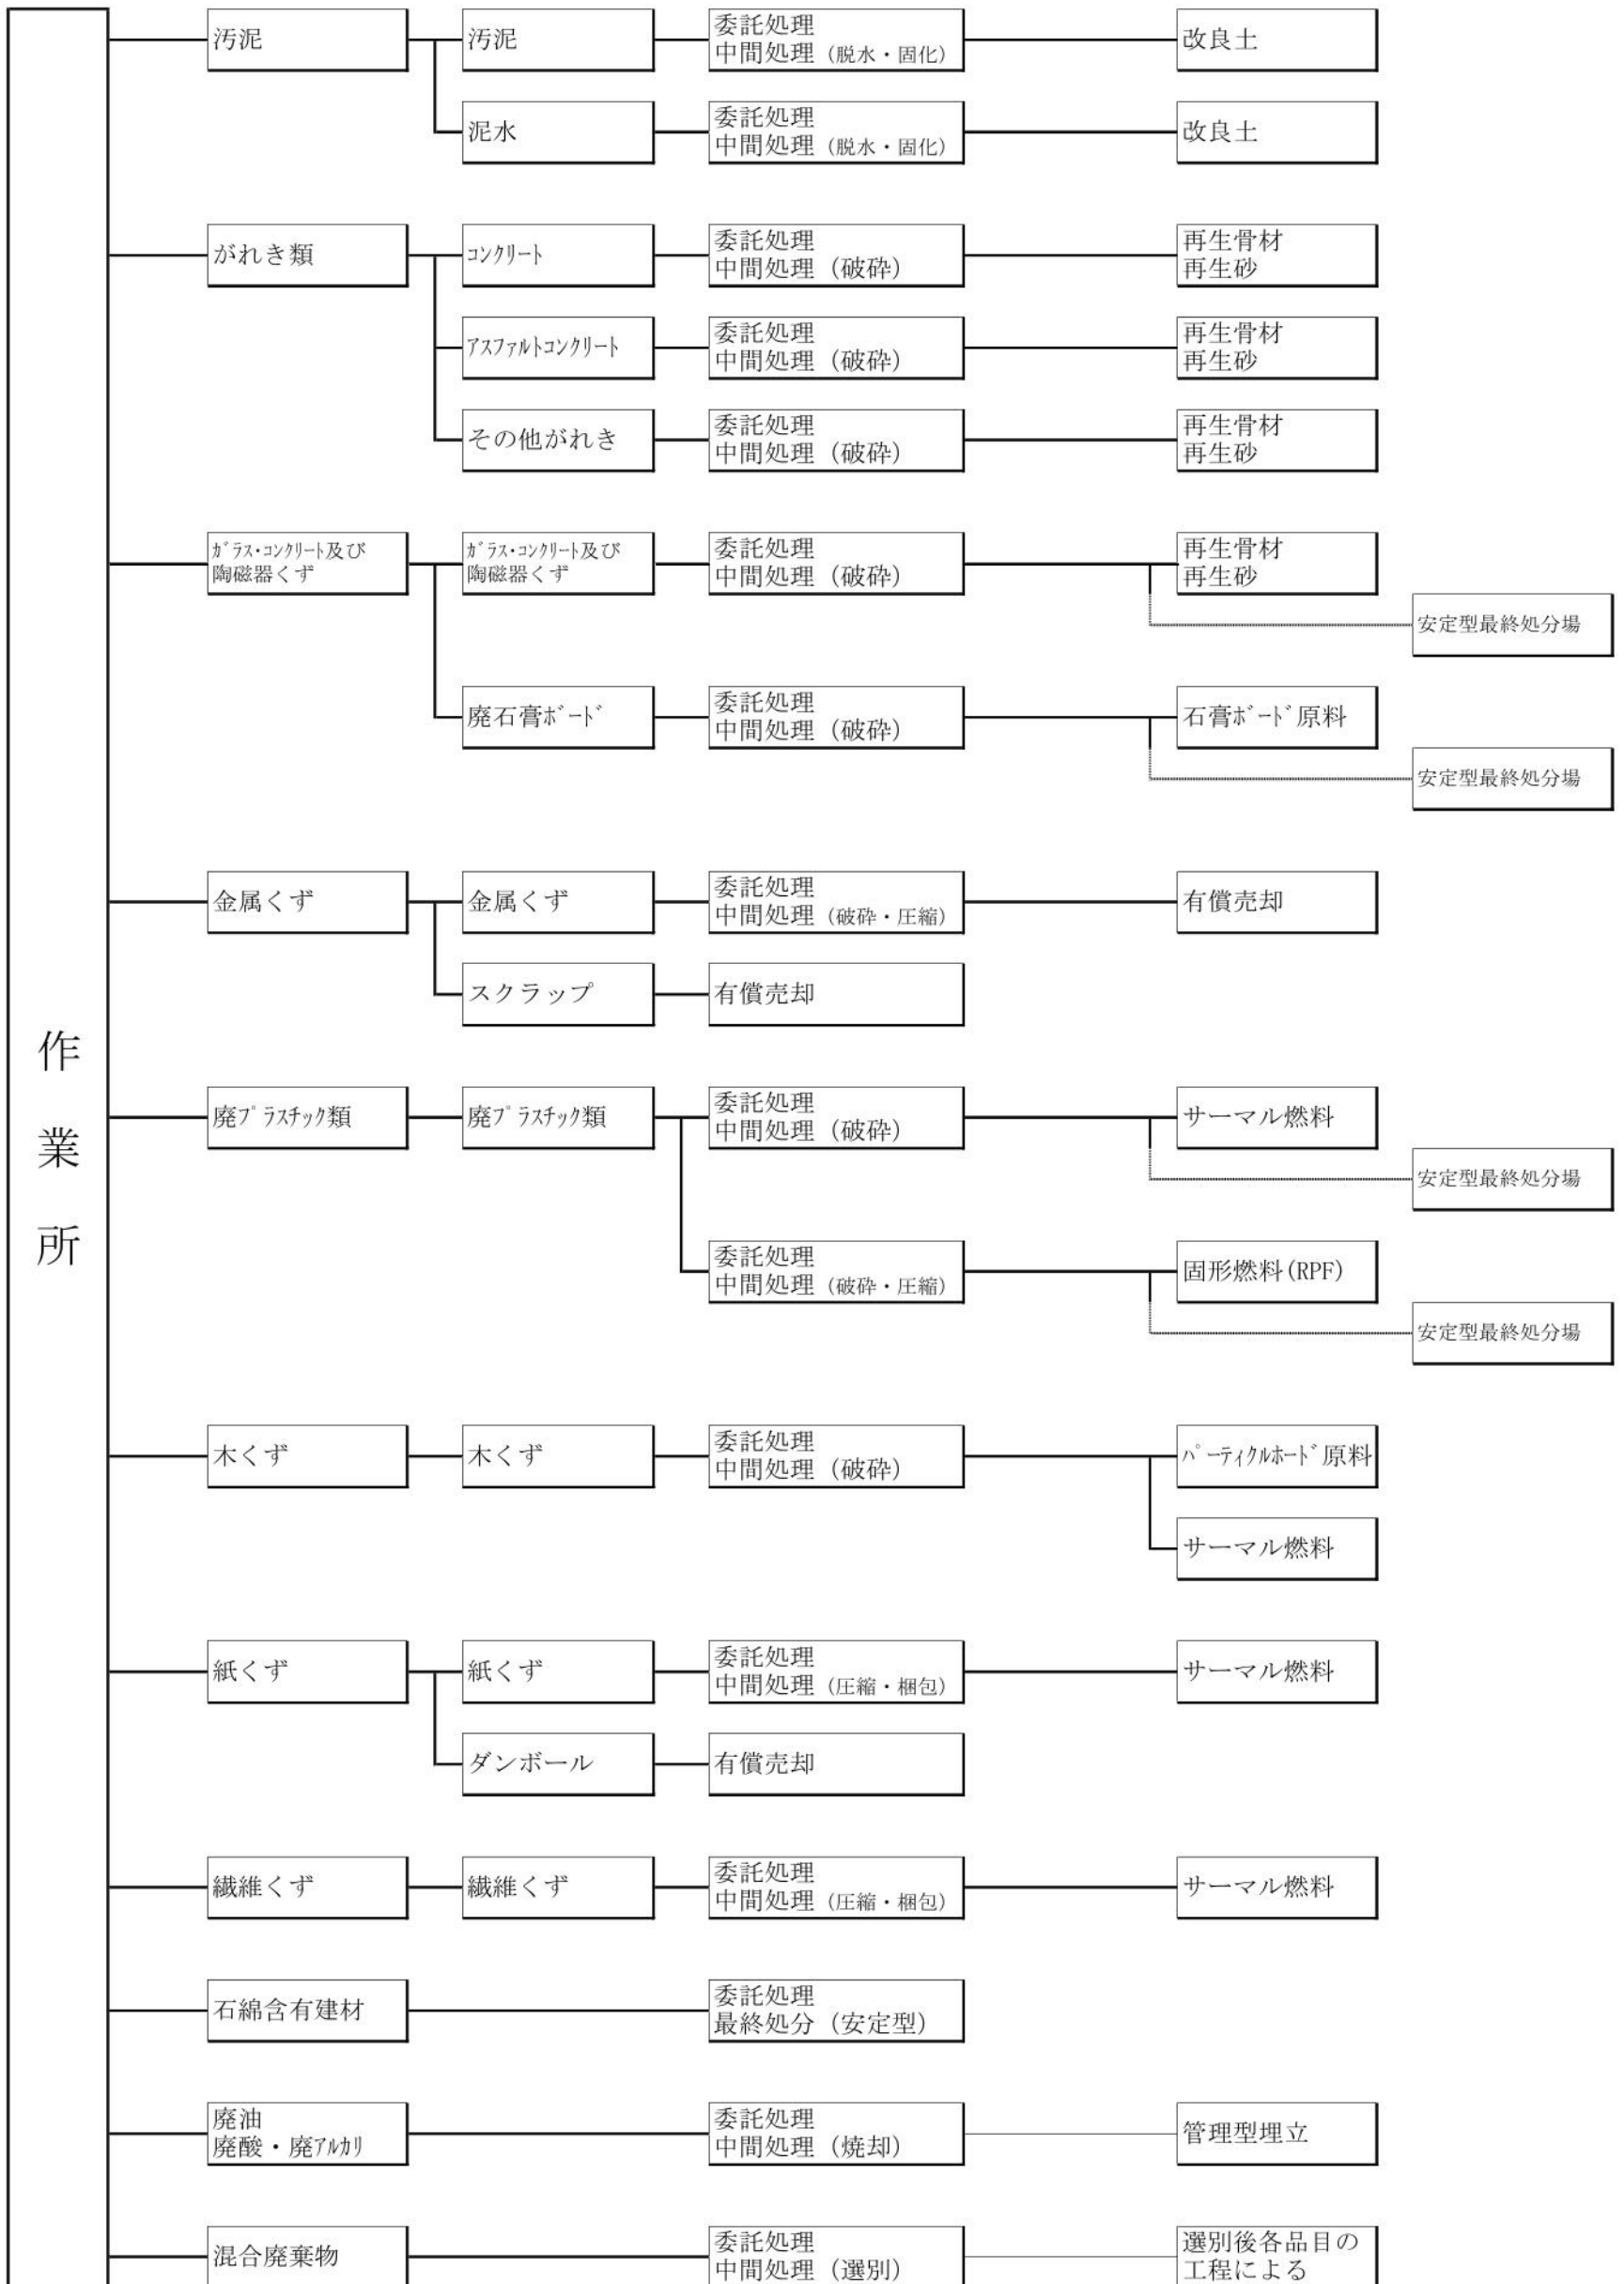 作業所
汚泥
汚泥
委託処理
中間処理（脱水・固化）
改良土
泥水
委託処理
中間処理（脱水・固化）
改良土
がれき類
ｺﾝｸﾘｰﾄ
委託処理
中間処理（破砕）
再生骨材
再生砂
ｱｽﾌｧﾙﾄｺﾝｸﾘｰﾄ
委託処理
中間処理（破砕）
再生骨材
再生砂
その他がれき
委託処理
中間処理（破砕）
再生骨材
再生砂
ｶﾞﾗｽ・ｺﾝｸﾘｰﾄ及び
陶磁器くず
ｶﾞﾗｽ・ｺﾝｸﾘｰﾄ及び
陶磁器くず
委託処理
中間処理（破砕）
再生骨材
再生砂
安定型最終処分場
廃石膏ﾎﾞｰﾄﾞ
委託処理
中間処理（破砕）
石膏ﾎﾞｰﾄﾞ原料
安定型最終処分場
金属くず
金属くず
委託処理
中間処理（破砕・圧縮）
有償売却
スクラップ
有償売却
廃ﾌﾟﾗｽﾁｯｸ類
廃ﾌﾟﾗｽﾁｯｸ類
委託処理
中間処理（破砕）
サーマル燃料
安定型最終処分場
委託処理
中間処理（破砕・圧縮）
固形燃料(RPF)
安定型最終処分場
木くず
木くず
委託処理
中間処理（破砕）
ﾊﾟｰﾃｨｸﾙﾎｰﾄﾞ原料
サーマル燃料
紙くず
紙くず
委託処理
中間処理（圧縮・梱包）
サーマル燃料
ダンボール
有償売却
繊維くず
繊維くず
委託処理
中間処理（圧縮・梱包）
サーマル燃料
石綿含有建材
委託処理
最終処分（安定型）
廃油
廃酸・廃ｱﾙｶﾘ
委託処理
中間処理（焼却）
管理型埋立
混合廃棄物
委託処理
中間処理（選別）
選別後各品目の
工程による